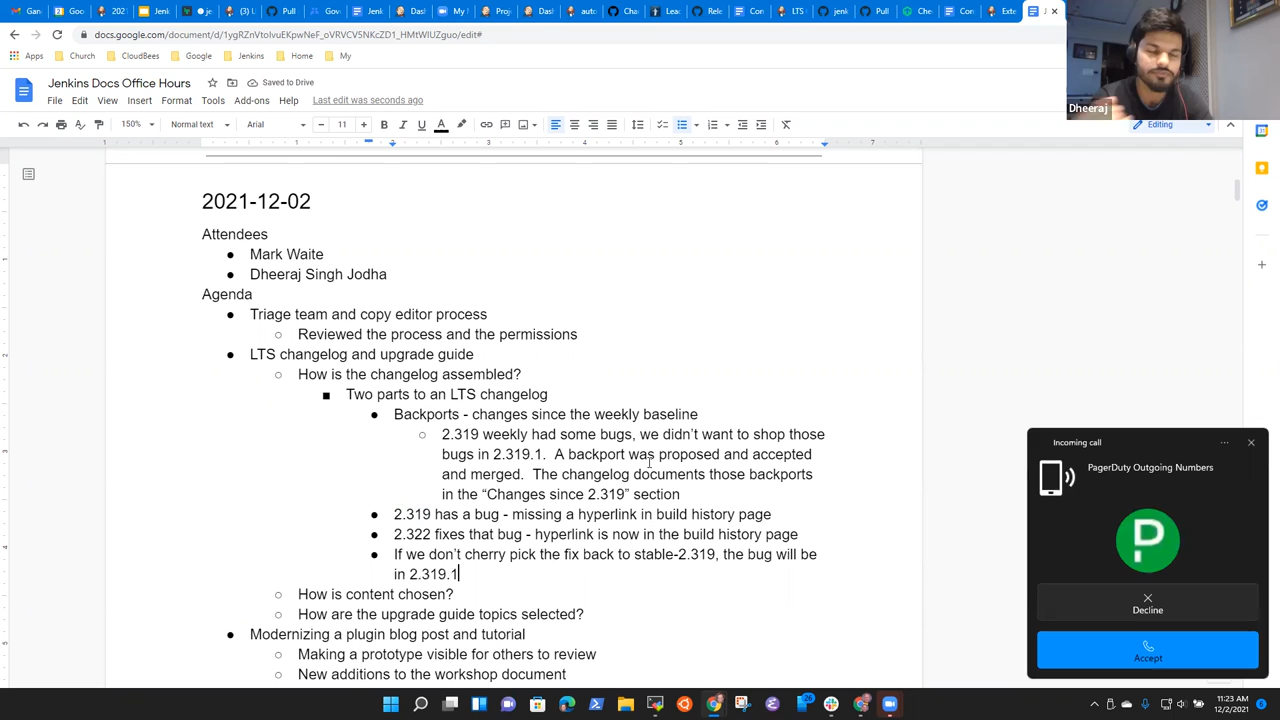 docs.google.com/document/d/1ygRZnVtoIvuEKpwNeF_oVRVCV5NKcZD1_HMtWIUZguo/edit#
Apps Church CloudBees Google Jenkins Home My
Jenkins Docs Office Hours Saved to Drive
File Edit View Insert Format Tools Add-ons Help Last edit was seconds ago
150% Normal text Arial 11 Editing
Dheeraj
2021-12-02
Attendees
● Mark Waite
● Dheeraj Singh Jodha
Agenda
● Triage team and copy editor process
○ Reviewed the process and the permissions
● LTS changelog and upgrade guide
○ How is the changelog assembled?
■ Two parts to an LTS changelog
● Backports - changes since the weekly baseline
○ 2.319 weekly had some bugs, we didn’t want to shop those
bugs in 2.319.1. A backport was proposed and accepted
and merged. The changelog documents those backports
in the “Changes since 2.319” section
● 2.319 has a bug - missing a hyperlink in build history page
● 2.322 fixes that bug - hyperlink is now in the build history page
● If we don’t cherry pick the fix back to stable-2.319, the bug will be
in 2.319.1
○ How is content chosen?
○ How are the upgrade guide topics selected?
● Modernizing a plugin blog post and tutorial
○ Making a prototype visible for others to review
○ New additions to the workshop document
Incoming call
PagerDuty Outgoing Numbers
P
Decline
Accept
11:23 AM
12/2/2021